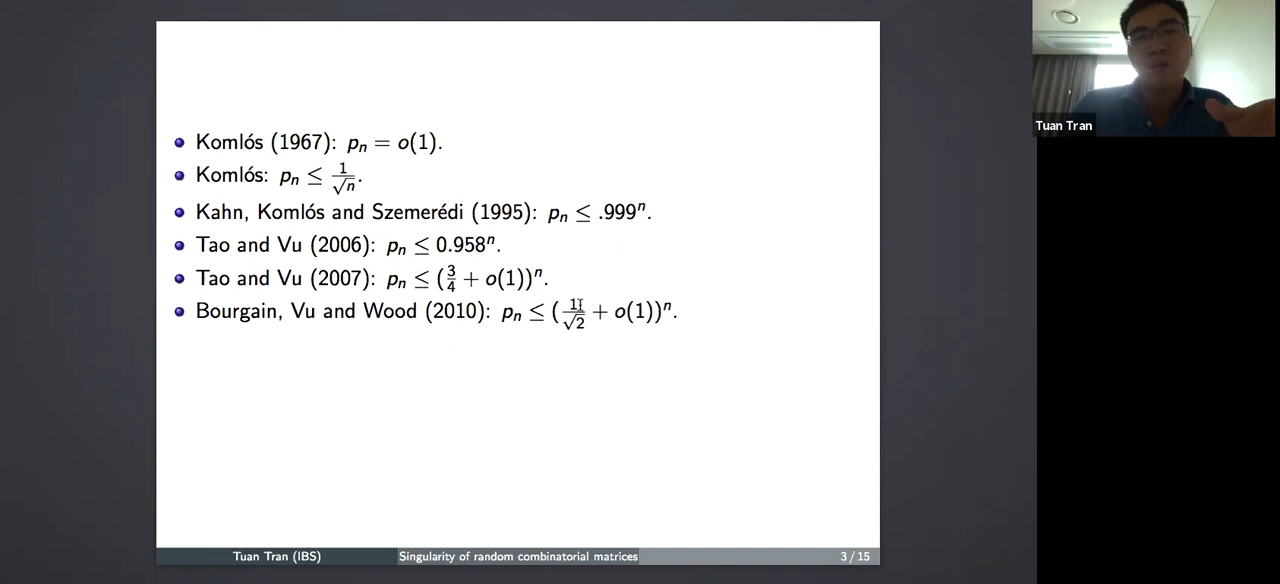 • Komlós (1967): pₙ = o(1).
• Komlós: pₙ ≤ 1/√n.
• Kahn, Komlós and Szemerédi (1995): pₙ ≤ .999ⁿ.
• Tao and Vu (2006): pₙ ≤ 0.958ⁿ.
• Tao and Vu (2007): pₙ ≤ (3/4 + o(1))ⁿ.
• Bourgain, Vu and Wood (2010): pₙ ≤ (1/√2 + o(1))ⁿ.
Tuan Tran (IBS) Singularity of random combinatorial matrices 3 / 15
Tuan Tran